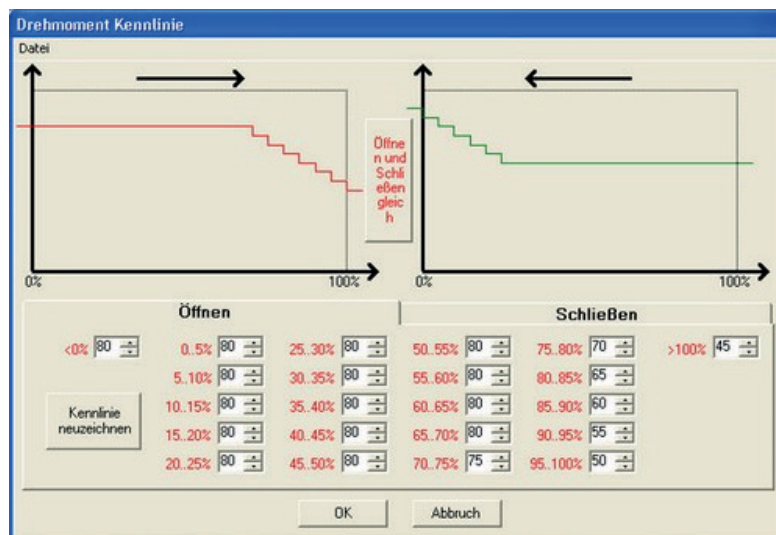 Drehmoment Kennlinie
Datei
Öffne
n und
Schli
eßen
gleic
h
0%
100%
0%
100%
Öffnen
Schließen
<0% 80 0..5% 80 25..30% 80 50..55% 80 75..80% 70 >100% 45
5..10% 80 30..35% 80 55..60% 80 80..85% 65
Kennlinie
neuzeichnen
10..15% 80 35..40% 80 60..65% 80 85..90% 60
15..20% 80 40..45% 80 65..70% 80 90..95% 55
20..25% 80 45..50% 80 70..75% 75 95..100% 50
OK
Abbruch